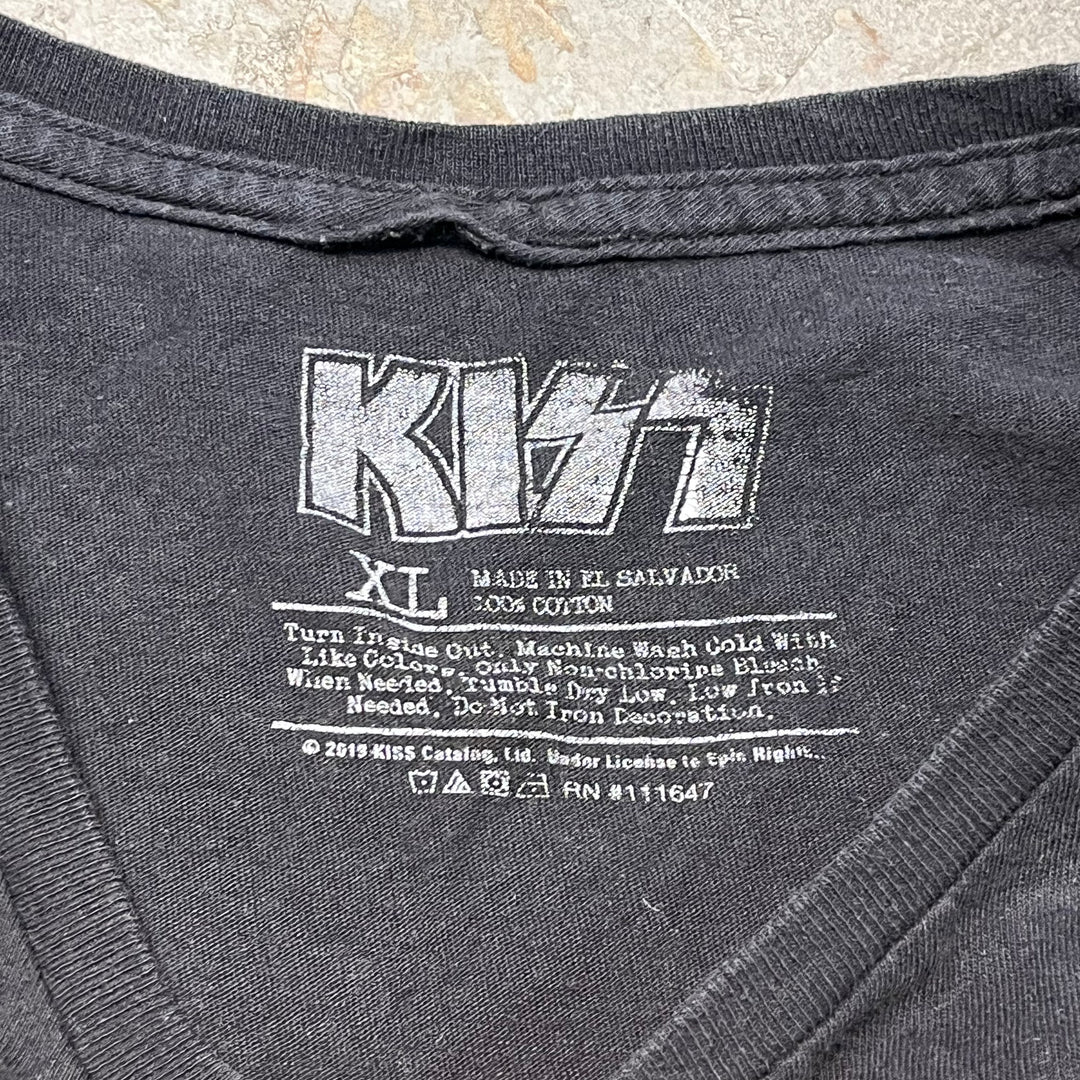 KISS
XL
MADE IN EL SALVADOR
100% COTTON
Turn Inside Out. Machine Wash Cold With
Like Colors. Only Non-chlorine Bleach
When Needed. Tumble Dry Low. Low Iron if
Needed. Do Not Iron Decoration.
© 2019 KISS Catalog, Ltd. Under License to Epic Rights.
RN #111647